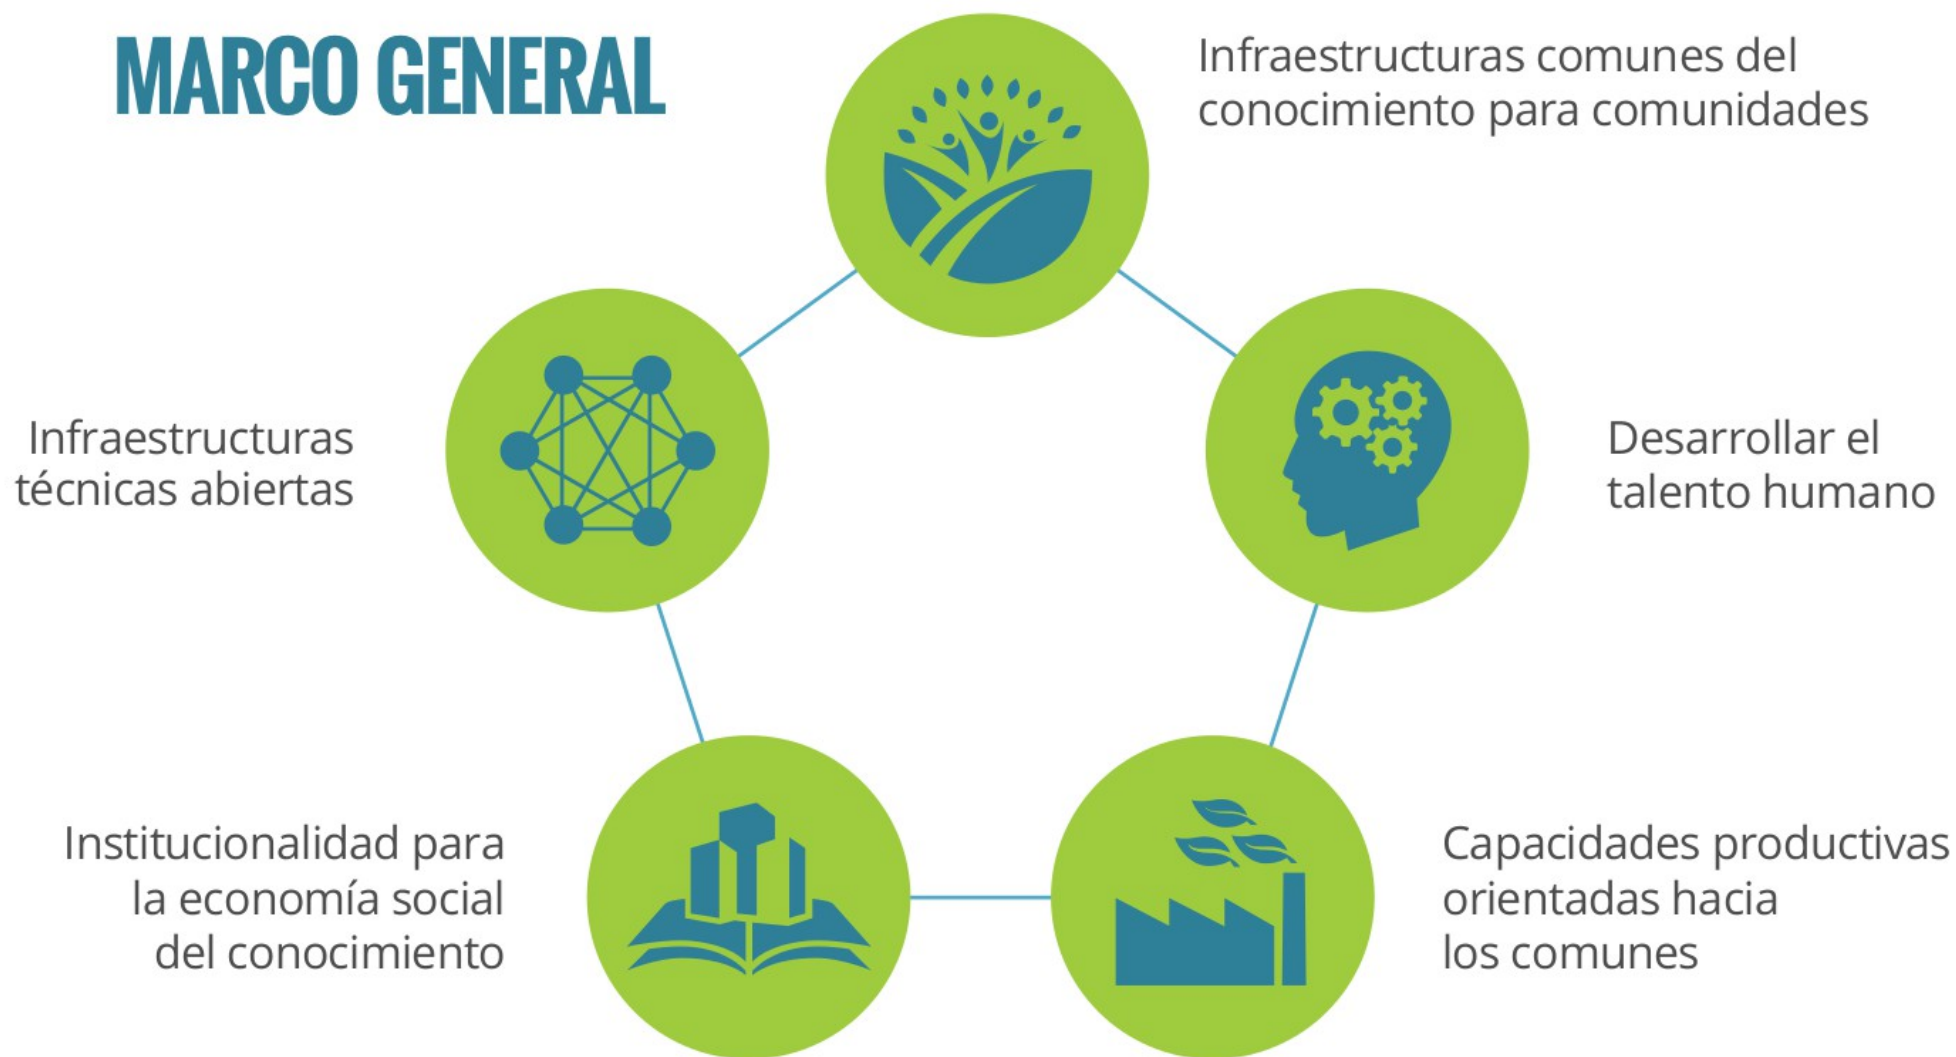 MARCO GENERAL
Infraestructuras comunes del
conocimiento para comunidades
Desarrollar el
talento humano
Capacidades productivas
orientadas hacia
los comunes
Institucionalidad para
la economía social
del conocimiento
Infraestructuras
técnicas abiertas